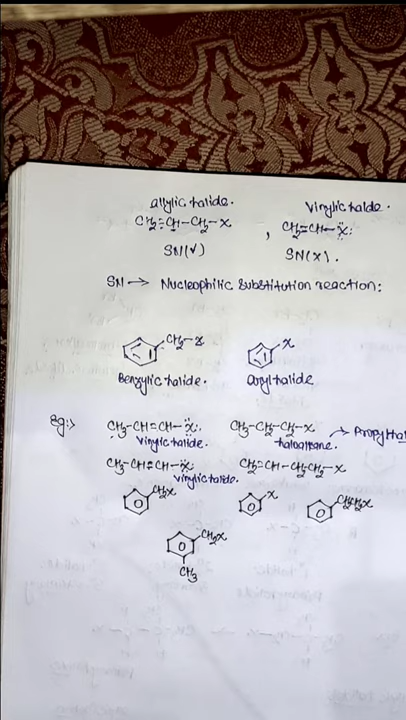 allylic halide.
vinylic halde.
CH₂=CH-CH₂-X , CH₂=CH-Ẍ:
SN(✓) SN(X).
SN → Nucleophilic Substitution reaction:
CH₂-X X
Benzylic halide. aryl halide
Eg:→ CH₃-CH=CH-Ẍ: CH₃-CH₂-CH₂-X → Propyl Hal
vinylic halide. haloalkane.
CH₃-CH=CH-Ẍ: CH₂=CH-CH₂CH₂-X
vinylic halide.
CH₂X X CH₂CH₂X
CH₂X
CH₃